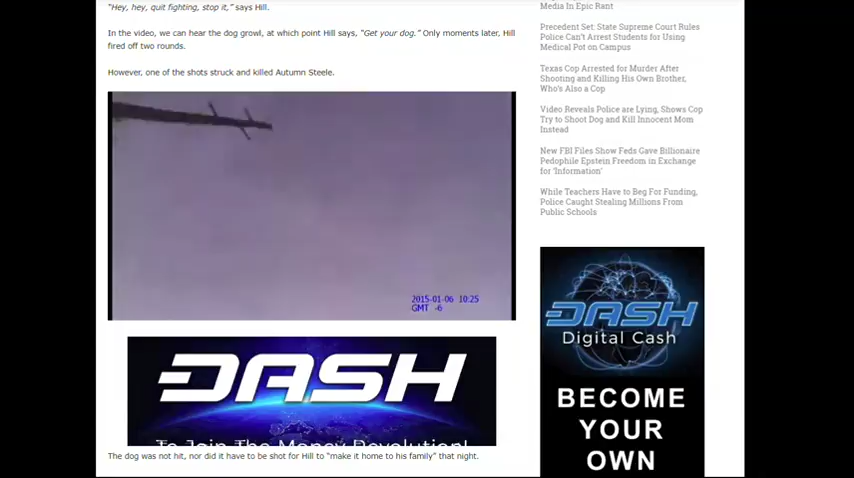 “Hey, hey, quit fighting, stop it,” says Hill.
In the video, we can hear the dog growl, at which point Hill says, “Get your dog.” Only moments later, Hill
fired off two rounds.
However, one of the shots struck and killed Autumn Steele.
2015-01-06 10:25
GMT -6
DASH
To Join The Money Revolution!
The dog was not hit, nor did it have to be shot for Hill to “make it home to his family” that night.
Media In Epic Rant
Precedent Set: State Supreme Court Rules
Police Can't Arrest Students for Using
Medical Pot on Campus
Texas Cop Arrested for Murder After
Shooting and Killing His Own Brother,
Who's Also a Cop
Video Reveals Police are Lying, Shows Cop
Try to Shoot Dog and Kill Innocent Mom
Instead
New FBI Files Show Feds Gave Billionaire
Pedophile Epstein Freedom in Exchange
for 'Information'
While Teachers Have to Beg For Funding,
Police Caught Stealing Millions From
Public Schools
DASH
Digital Cash
BECOME
YOUR
OWN